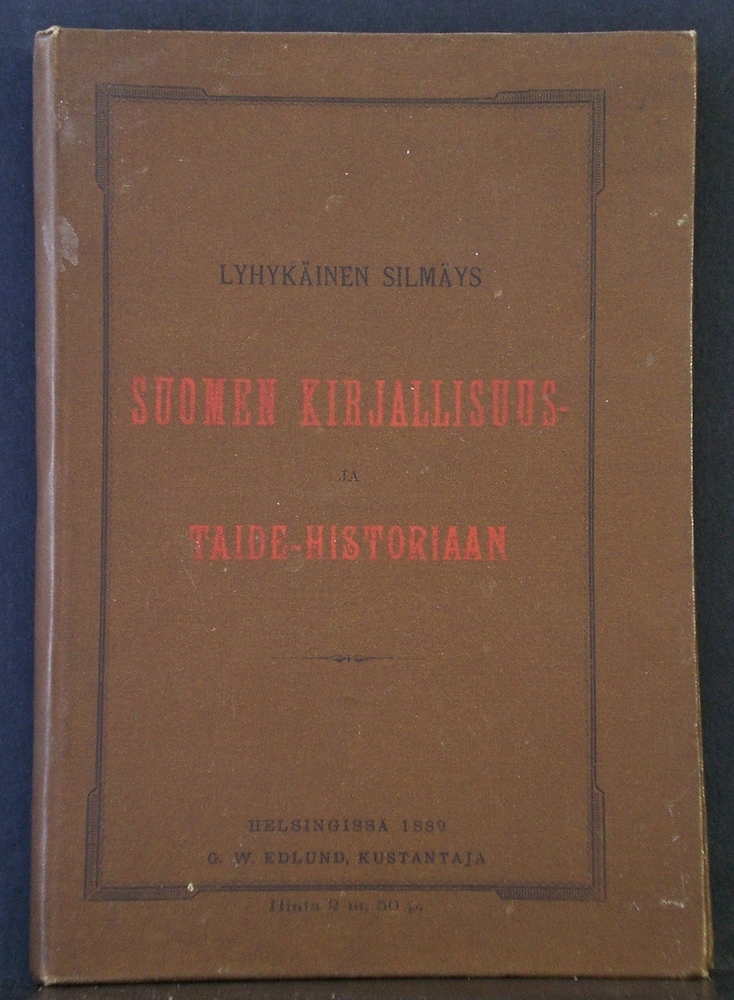 LYHYKÄINEN SILMÄYS
SUOMEN KIRJALLISUUS-
JA
TAIDE-HISTORIAAN
HELSINGISSÄ 1889
G. W. EDLUND, KUSTANTAJA
Hinta 2 m. 50 p.